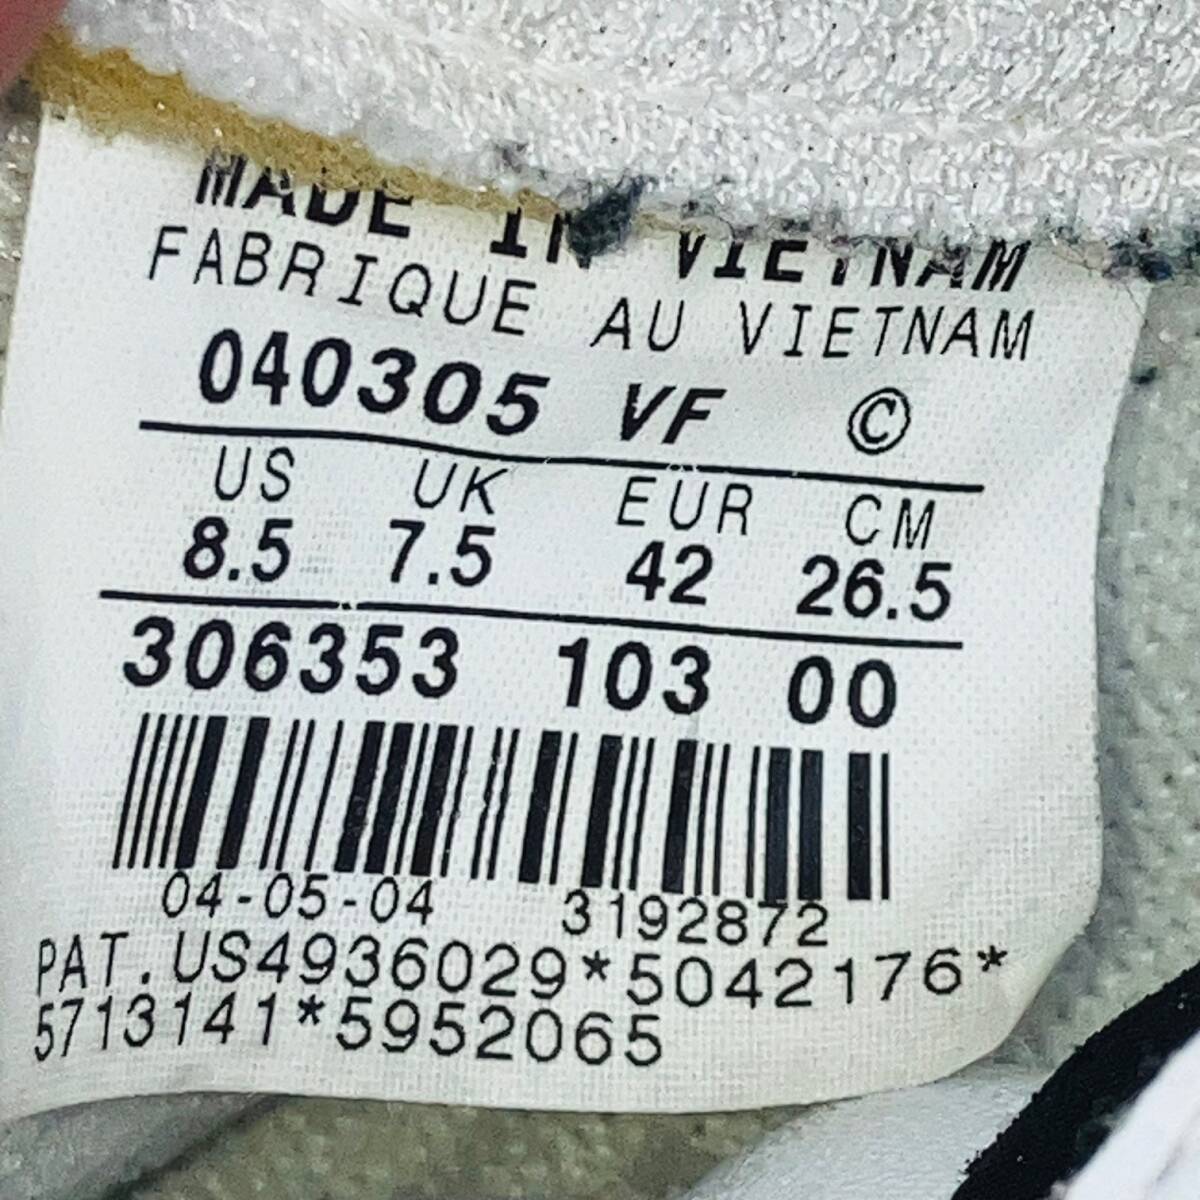 MADE IN VIETNAM
FABRIQUE AU VIETNAM
040305 VF ©
US UK EUR CM
8.5 7.5 42 26.5
306353 103 00
04-05-04 3192872
PAT.US4936029*5042176*
5713141*5952065